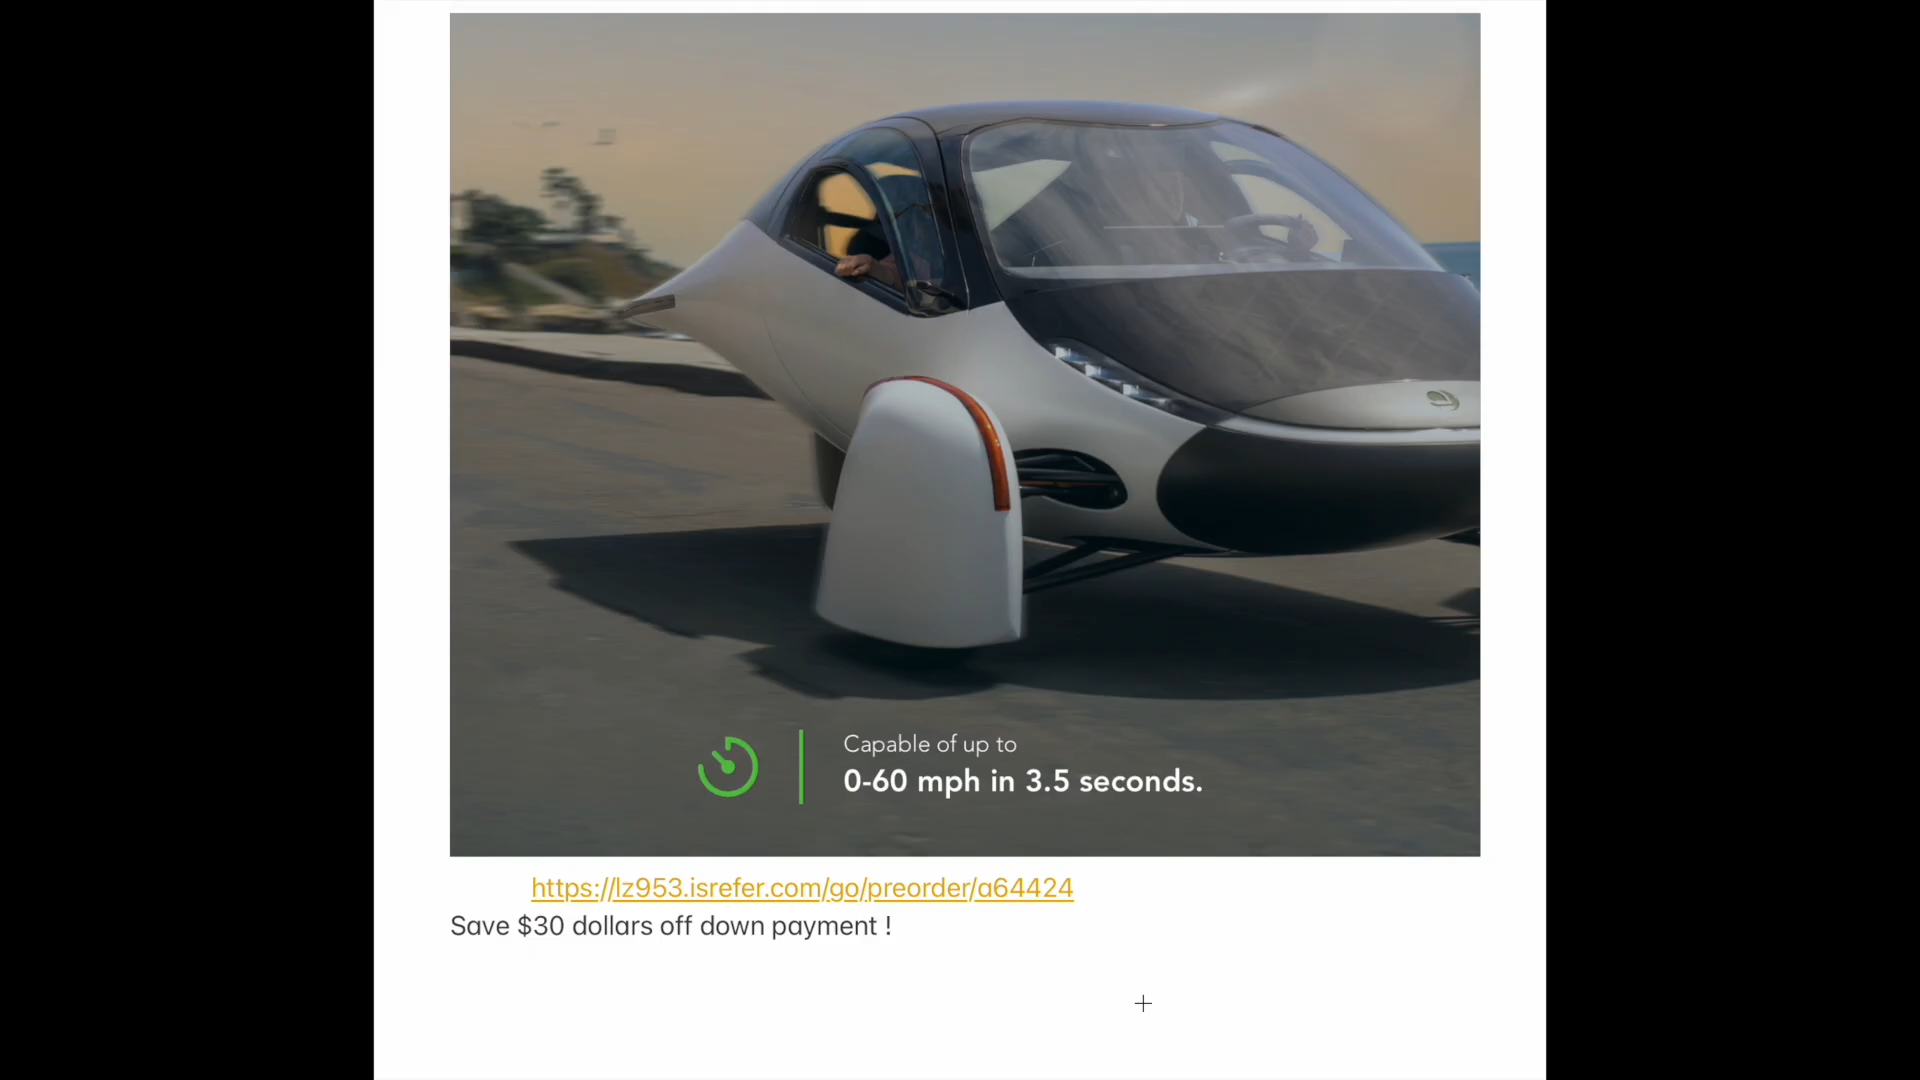 Capable of up to
0-60 mph in 3.5 seconds.
https://lz953.isrefer.com/go/preorder/a64424
Save $30 dollars off down payment !